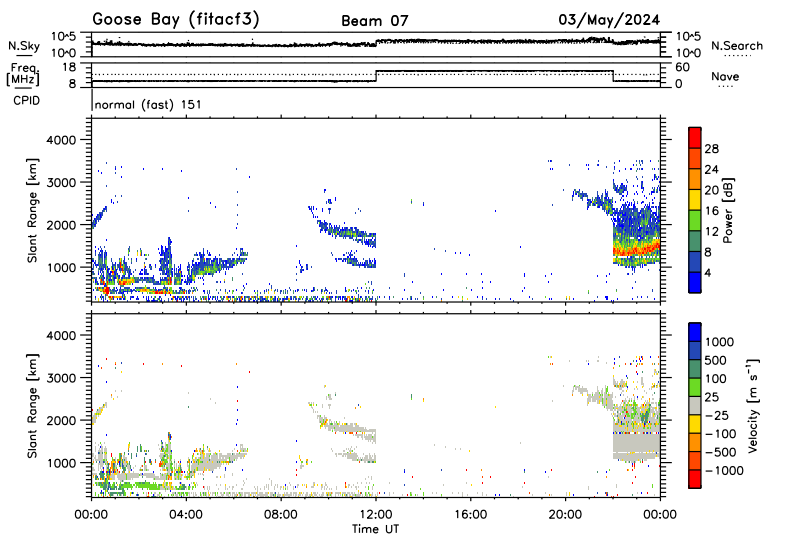 Goose Bay (fitacf3) Beam 07 03/May/2024
N.Sky 10^5 10^0 10^5 10^0 N.Search
Freq. [MHz] 18 8 60 0 Nave
CPID normal (fast) 151
Slant Range [km] 4000 3000 2000 1000
Power [dB] 28 24 20 16 12 8 4
Slant Range [km] 4000 3000 2000 1000
Velocity [m s⁻¹] 1000 500 100 25 −25 −100 −500 −1000
00:00 04:00 08:00 12:00 16:00 20:00 00:00
Time UT